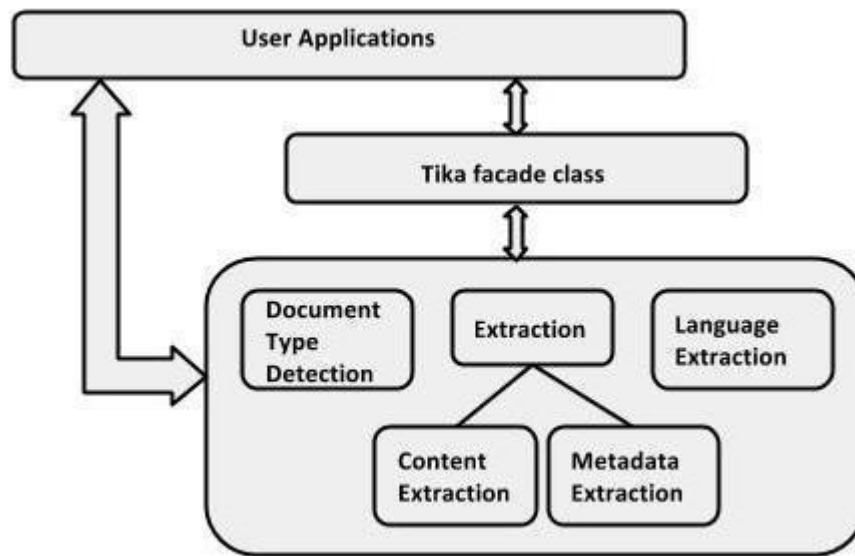 User Applications
Tika facade class
Document
Type
Detection
Extraction
Language
Extraction
Content
Extraction
Metadata
Extraction